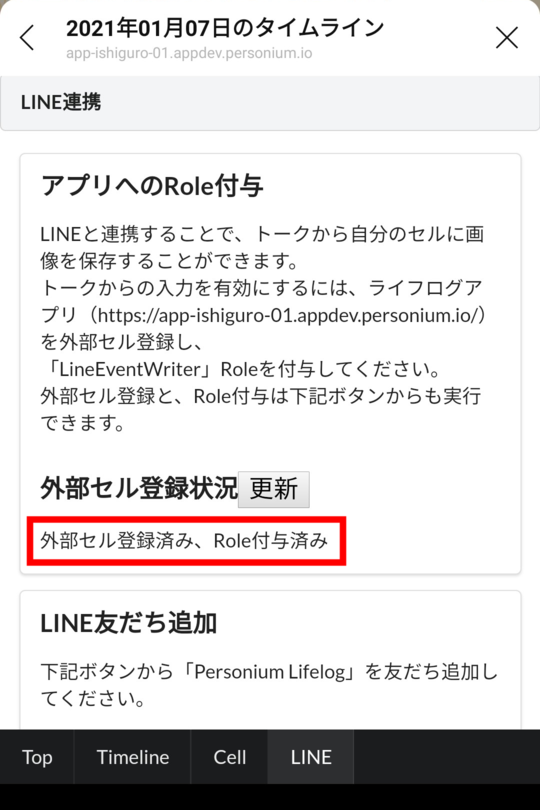 2021年01月07日のタイムライン
app-ishiguro-01.appdev.personium.io
LINE連携
アプリへのRole付与
LINEと連携することで、トークから自分のセルに画
像を保存することができます。
トークからの入力を有効にするには、ライフログア
プリ（https://app-ishiguro-01.appdev.personium.io/）
を外部セル登録し、
「LineEventWriter」Roleを付与してください。
外部セル登録と、Role付与は下記ボタンからも実行
できます。
外部セル登録状況 更新
外部セル登録済み、Role付与済み
LINE友だち追加
下記ボタンから「Personium Lifelog」を友だち追加し
てください。
Top Timeline Cell LINE